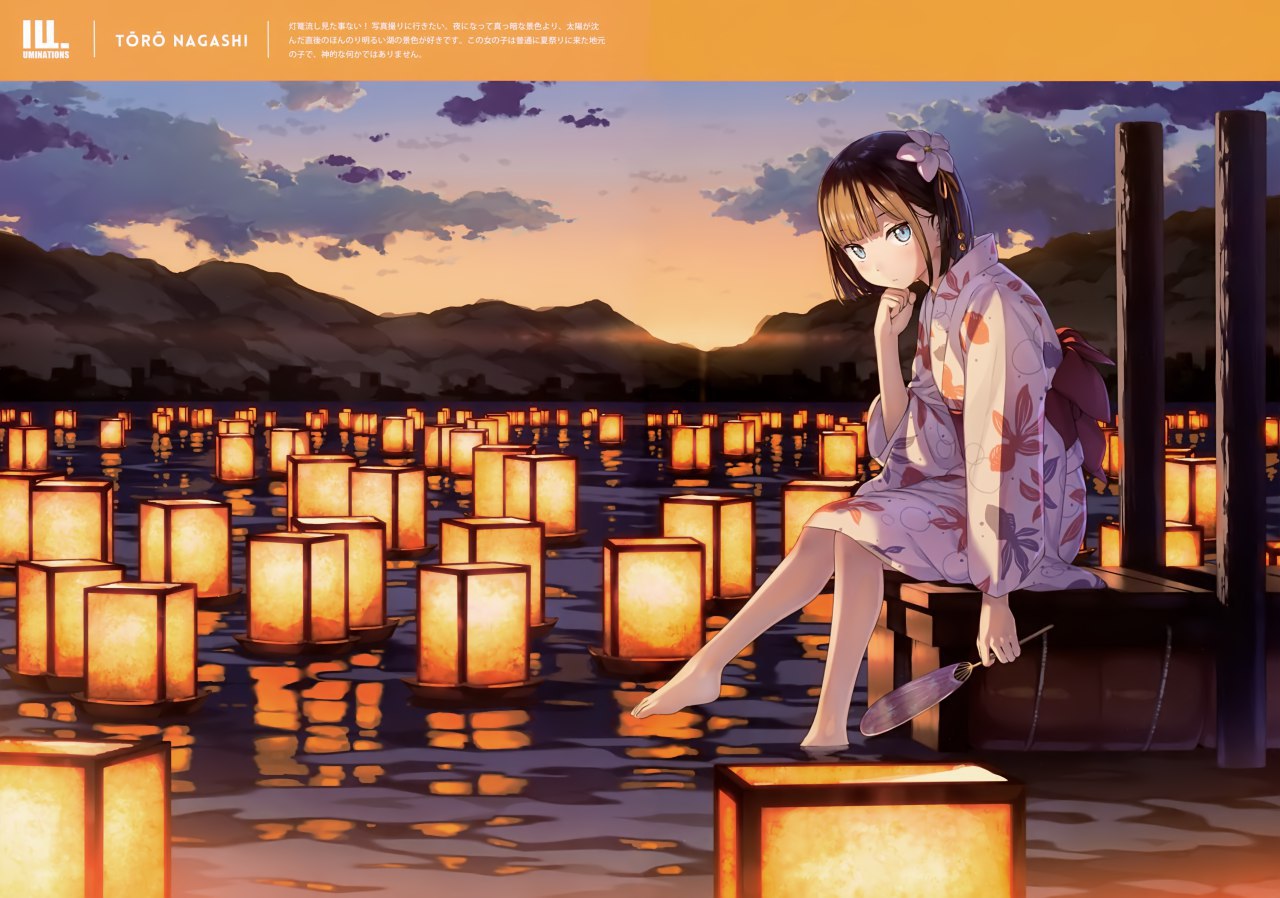 ILL.
UMINATIONS
TŌRŌ NAGASHI
灯篭流し見た事ない！写真撮りに行きたい、夜になって真っ暗な景色より、太陽が沈
んだ直後のほんのり明るい湖の景色が好きです。この女の子は普通に夏祭りに来た地元
の子で、神的な何かではありません。